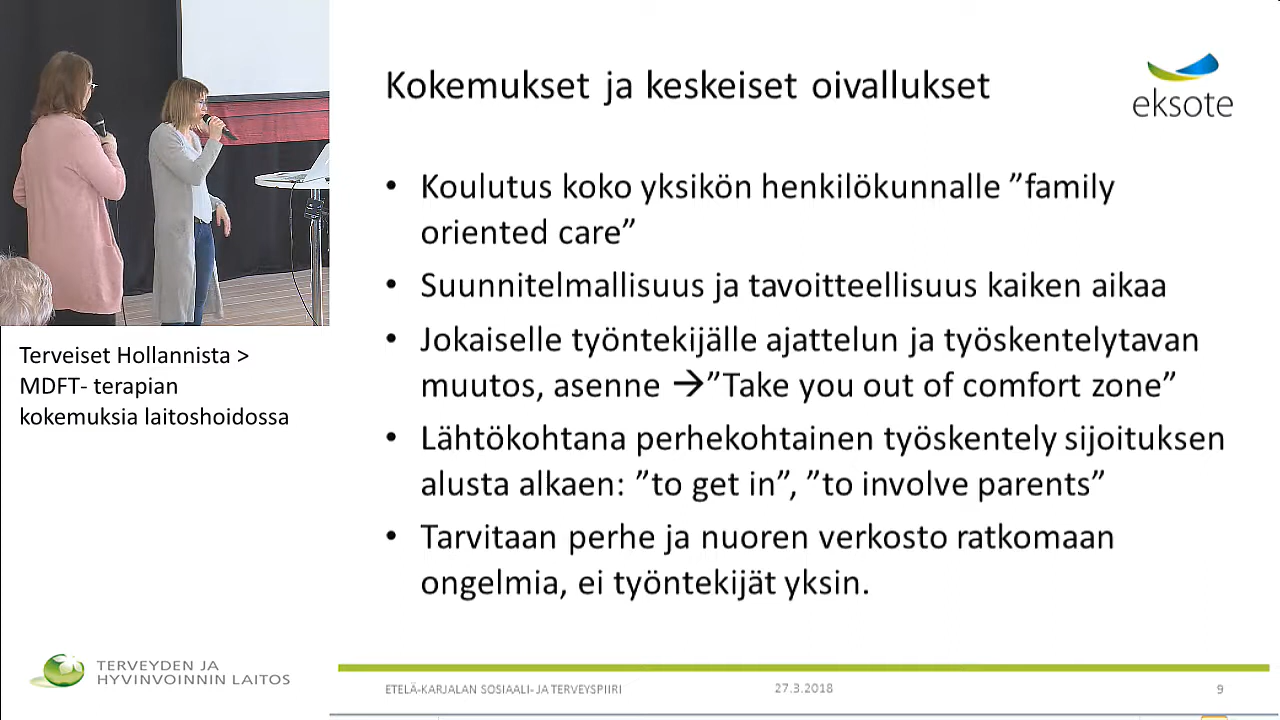 Kokemukset ja keskeiset oivallukset
eksote
• Koulutus koko yksikön henkilökunnalle ”family
oriented care”
• Suunnitelmallisuus ja tavoitteellisuus kaiken aikaa
• Jokaiselle työntekijälle ajattelun ja työskentelytavan
muutos, asenne →”Take you out of comfort zone”
• Lähtökohtana perhekohtainen työskentely sijoituksen
alusta alkaen: ”to get in”, ”to involve parents”
• Tarvitaan perhe ja nuoren verkosto ratkomaan
ongelmia, ei työntekijät yksin.
Terveiset Hollannista >
MDFT- terapian
kokemuksia laitoshoidossa
TERVEYDEN JA
HYVINVOINNIN LAITOS
ETELÄ-KARJALAN SOSIAALI- JA TERVEYSPIIRI 27.3.2018 9